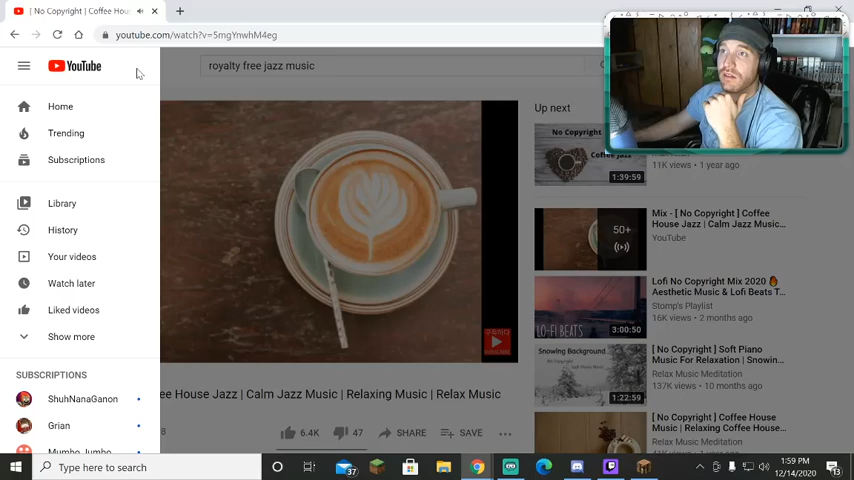 [ No Copyright ] Coffee Hous
youtube.com/watch?v=5mgYnwhM4eg
YouTube
royalty free jazz music
Home
Trending
Subscriptions
Library
History
Your videos
Watch later
Liked videos
Show more
SUBSCRIPTIONS
ShuhNanaGanon
Grian
Mumbo Jumbo
ee House Jazz | Calm Jazz Music | Relaxing Music | Relax Music
8
6.4K
47
SHARE
SAVE
Up next
No Copyright
Coffee Jazz
1:39:59
11K views • 1 year ago
50+
Mix - [ No Copyright ] Coffee
House Jazz | Calm Jazz Music...
YouTube
LO-FI BEATS
3:00:50
Lofi No Copyright Mix 2020 🔥
Aesthetic Music & Lofi Beats T...
Stomp's Playlist
16K views • 2 months ago
Snowing Background
1:22:59
[ No Copyright ] Soft Piano
Music For Relaxation | Snowin...
Relax Music Meditation
137K views • 10 months ago
[ No Copyright ] Coffee House
Music | Relaxing Coffee House...
Relax Music Meditation
Type here to search
37
1:59 PM
12/14/2020
13